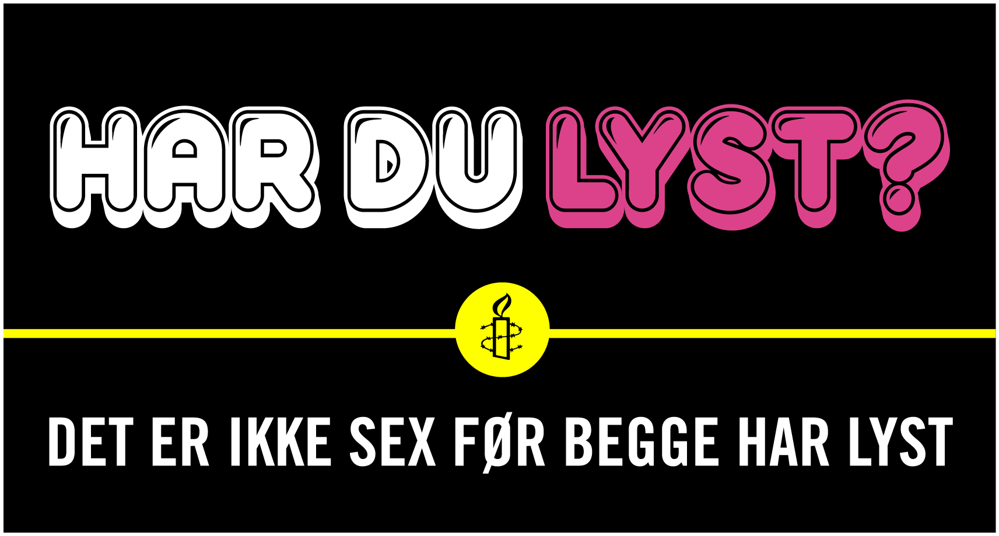 HAR DU LYST?
DET ER IKKE SEX FØR BEGGE HAR LYST